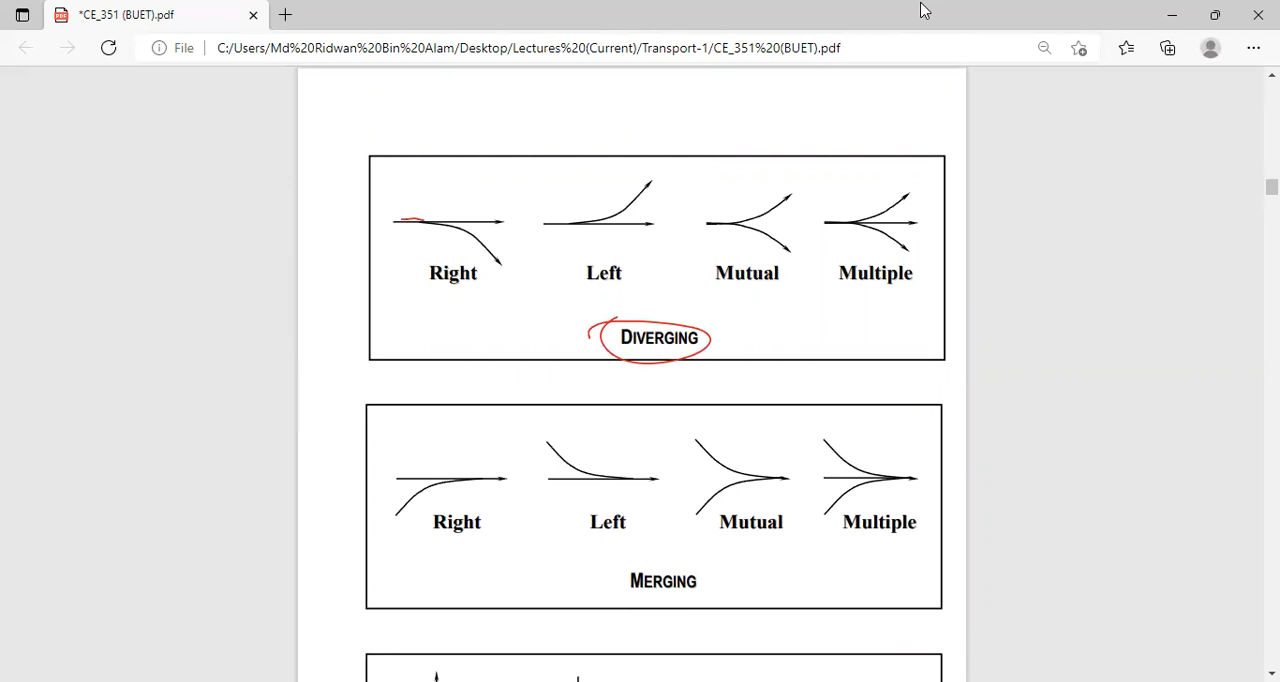 *CE_351 (BUET).pdf
File C:/Users/Md%20Ridwan%20Bin%20Alam/Desktop/Lectures%20(Current)/Transport-1/CE_351%20(BUET).pdf
Right Left Mutual Multiple
DIVERGING
Right Left Mutual Multiple
MERGING